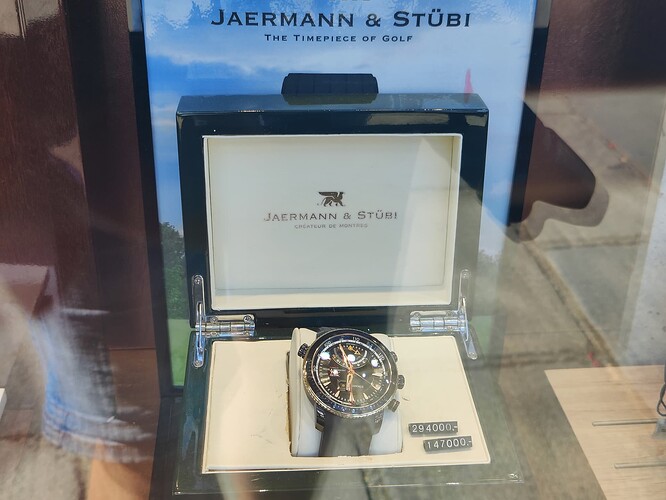 JAERMANN & STÜBI
THE TIMEPIECE OF GOLF
JAERMANN & STÜBI
CRÉATEUR DE MONTRES
294000,-
147000,-